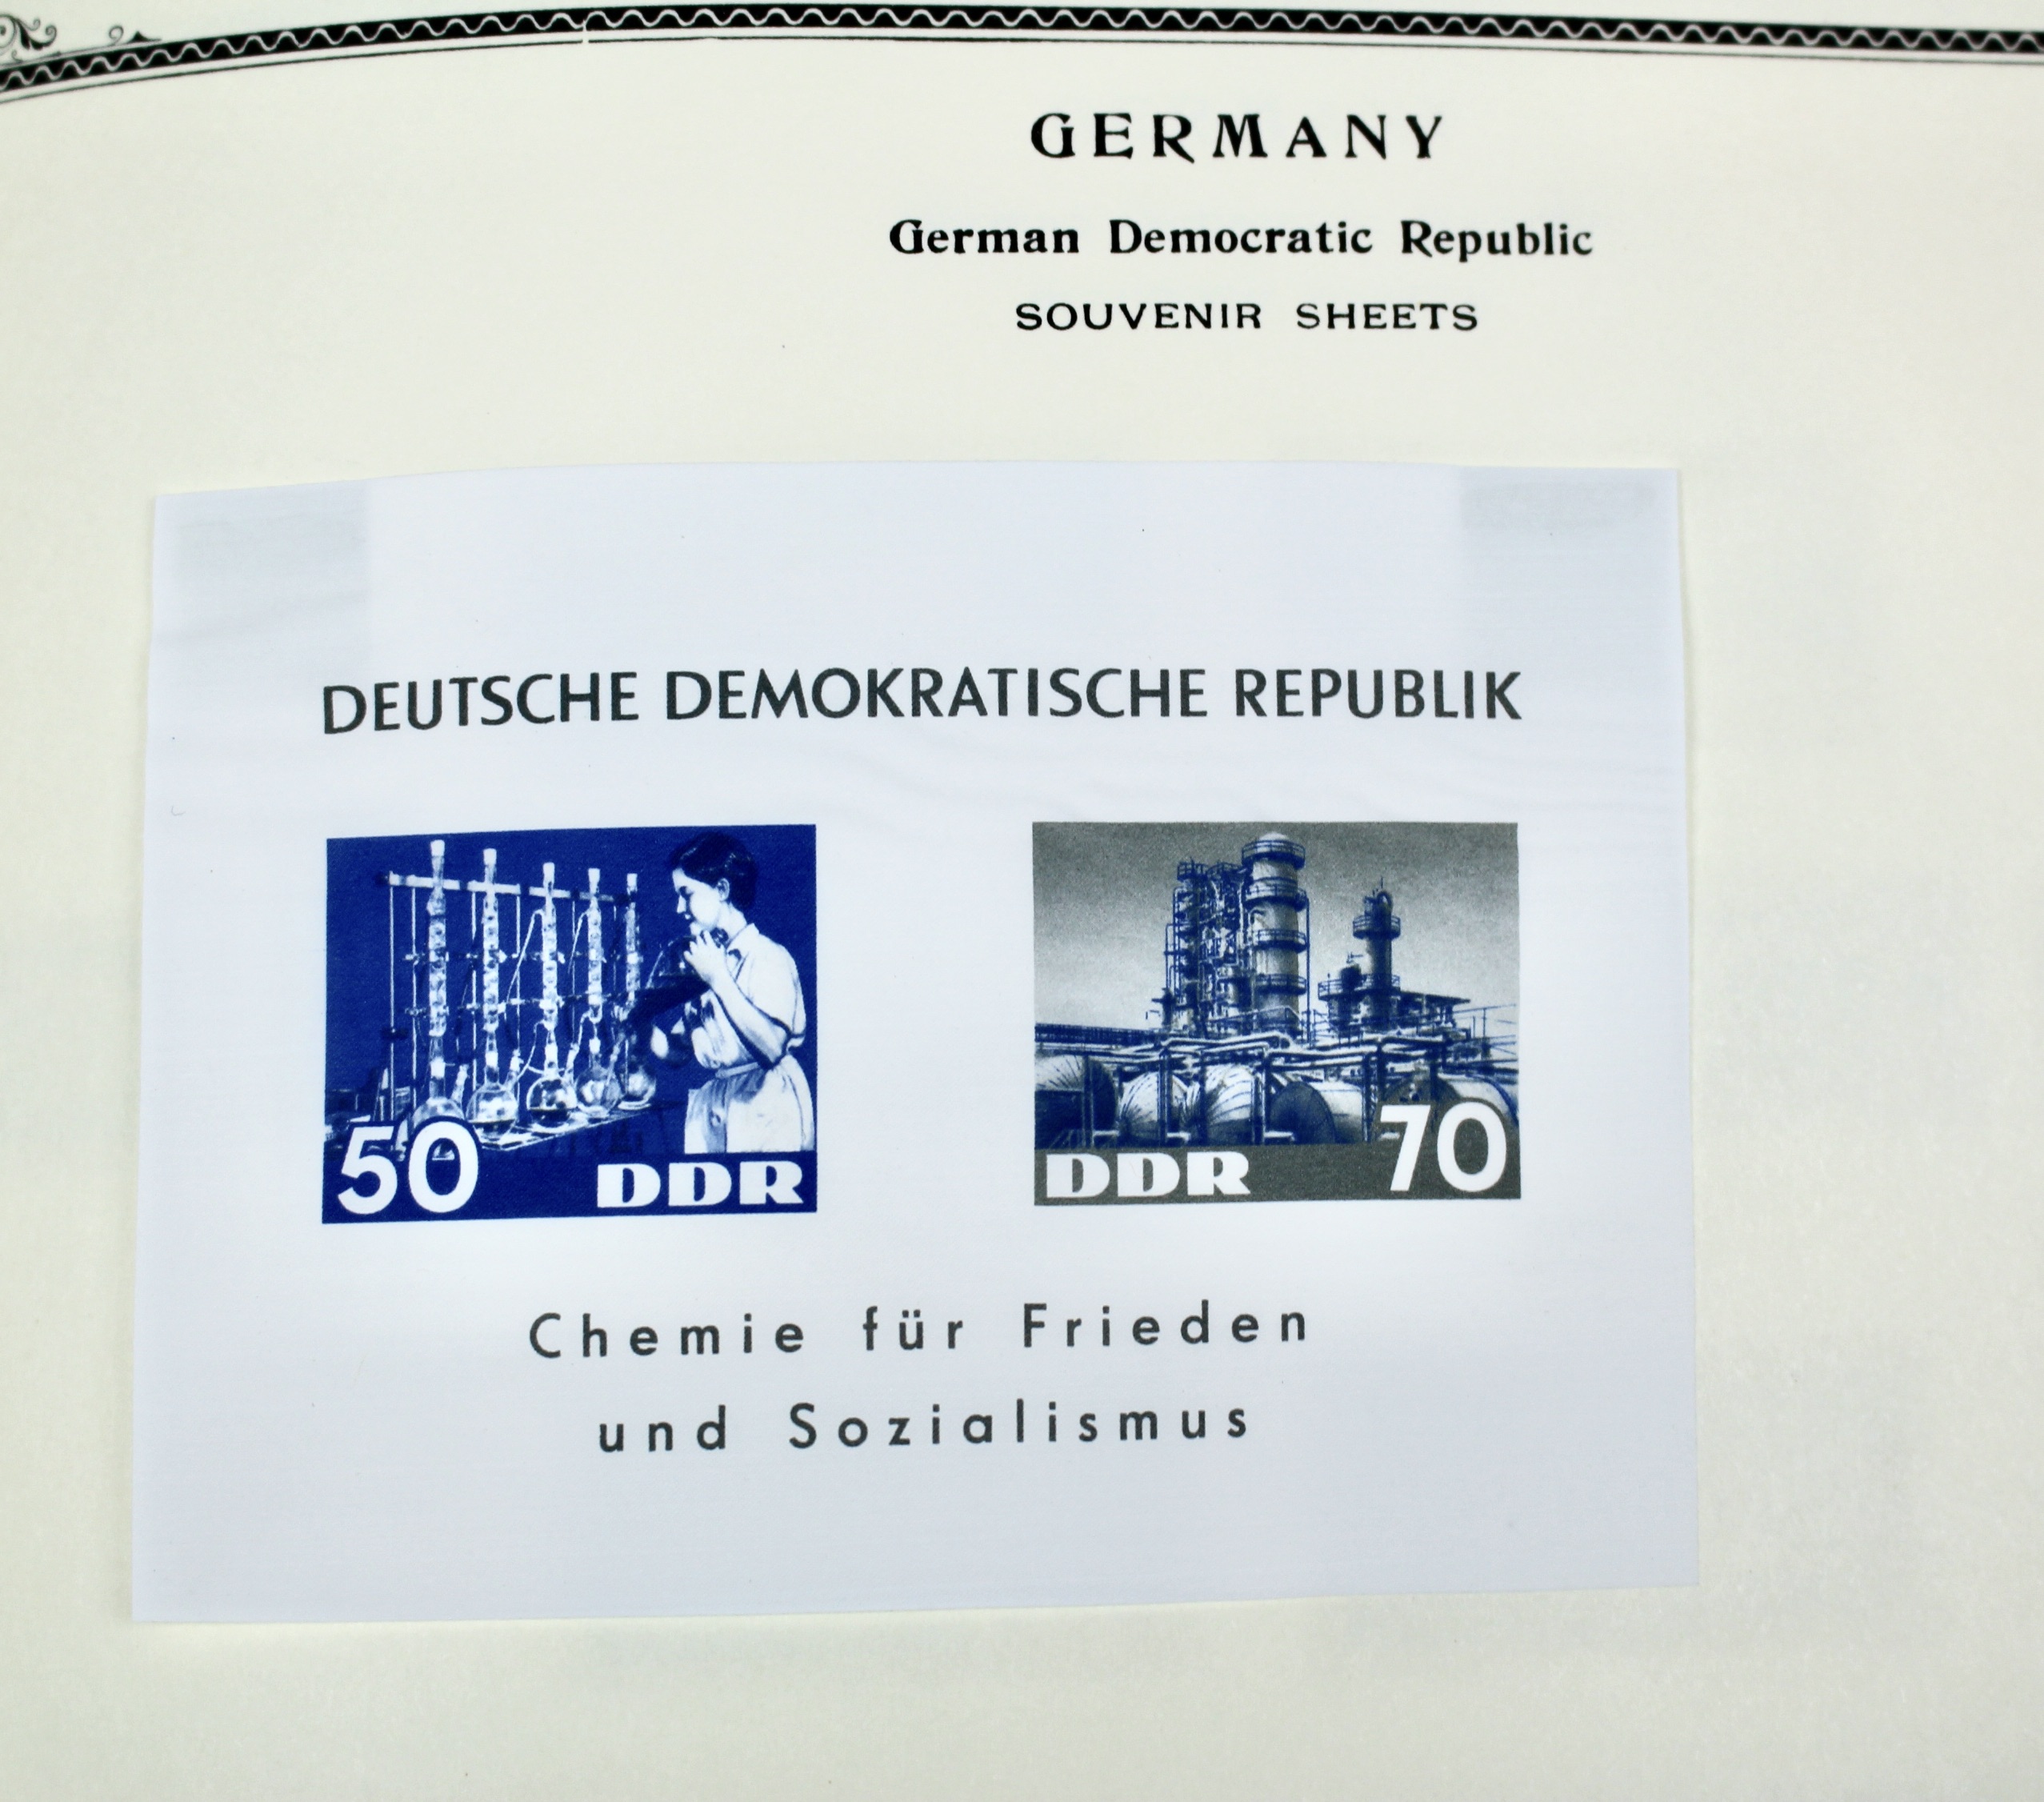 GERMANY
German Democratic Republic
SOUVENIR SHEETS
DEUTSCHE DEMOKRATISCHE REPUBLIK
50 DDR
DDR 70
Chemie für Frieden
und Sozialismus